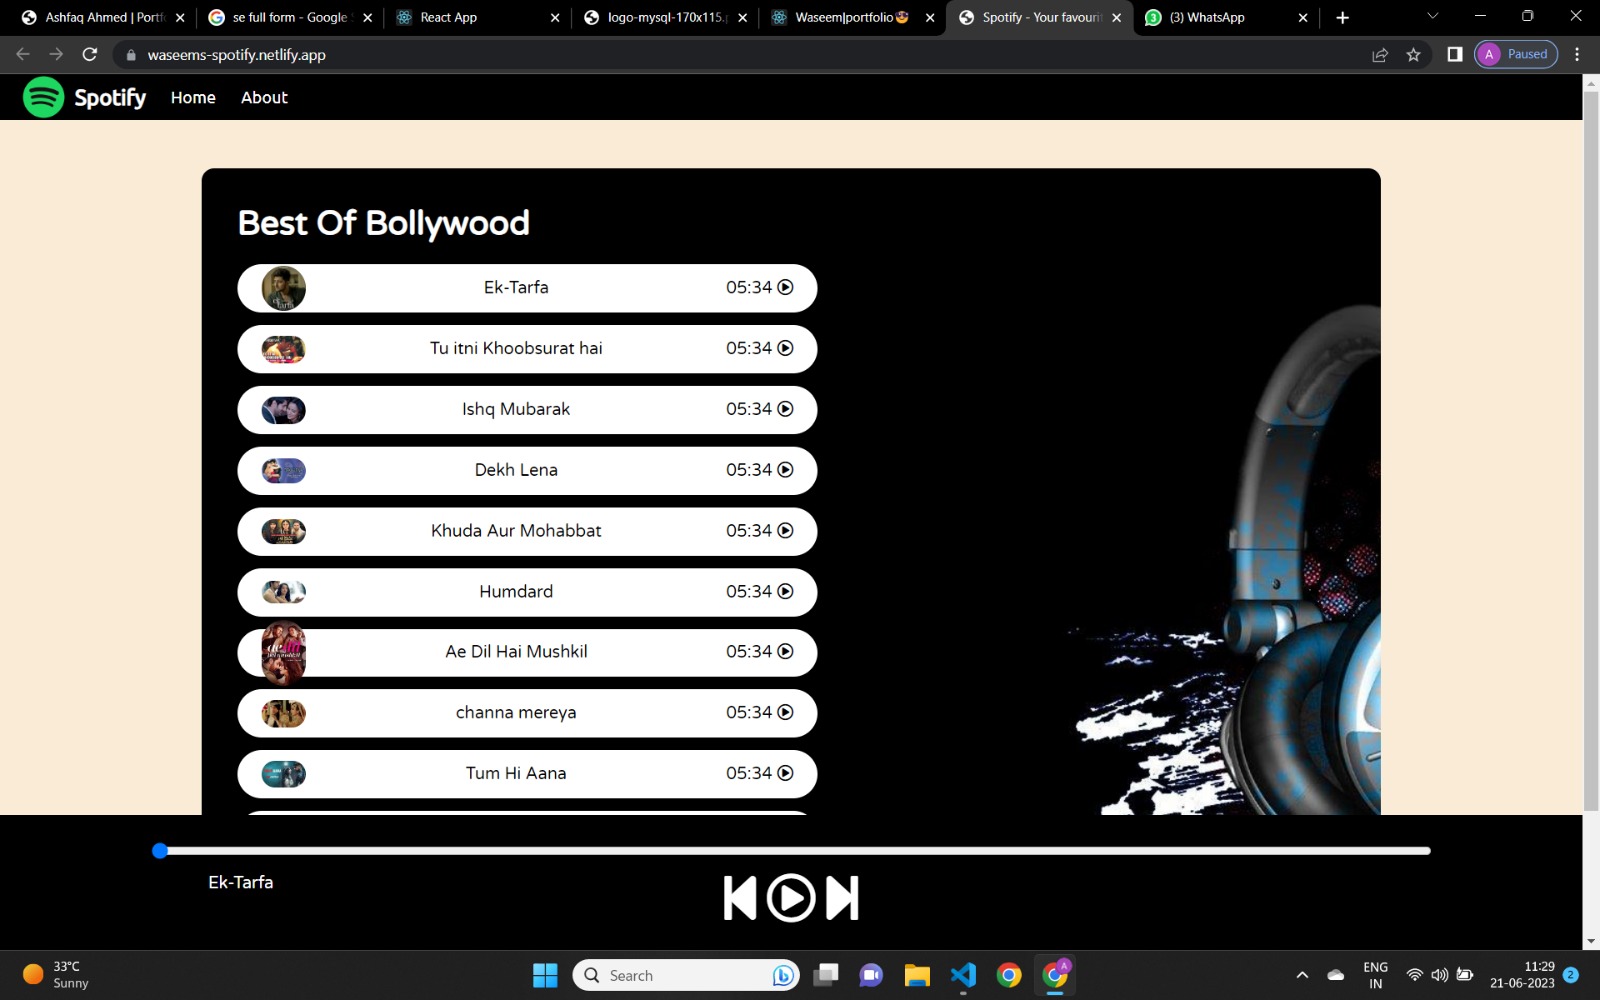 Ashfaq Ahmed | Portf
se full form - Google S
React App
logo-mysql-170x115.p
Waseem|portfolio😎
Spotify - Your favourit
3
(3) WhatsApp
waseems-spotify.netlify.app
A
Paused
Spotify
Home
About
Best Of Bollywood
Ek-Tarfa
05:34
Tu itni Khoobsurat hai
05:34
Ishq Mubarak
05:34
Dekh Lena
05:34
Khuda Aur Mohabbat
05:34
Humdard
05:34
Ae Dil Hai Mushkil
05:34
channa mereya
05:34
Tum Hi Aana
05:34
Ek-Tarfa
33°C
Sunny
Search
A
ENG
IN
11:29
21-06-2023
2